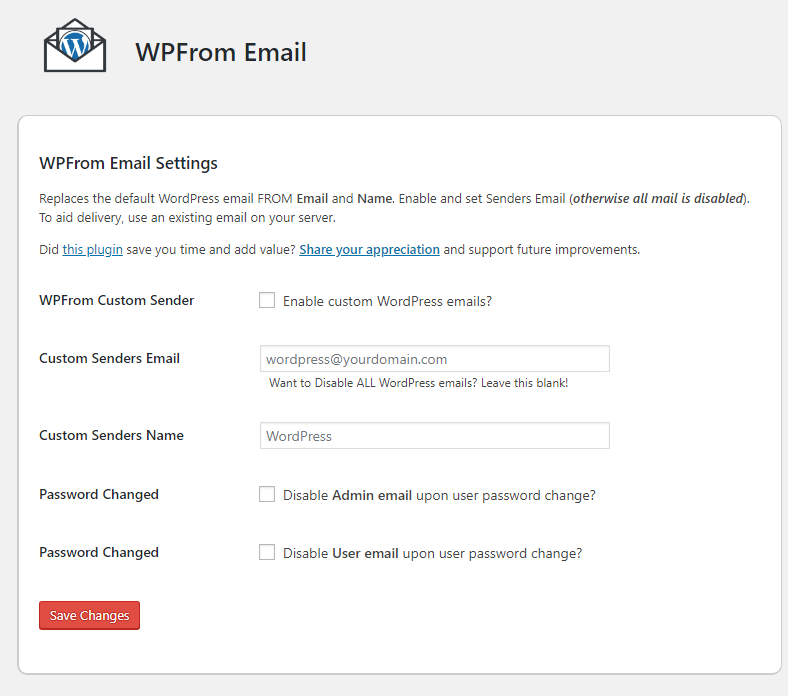 WPFrom Email
WPFrom Email Settings
Replaces the default WordPress email FROM Email and Name. Enable and set Senders Email (otherwise all mail is disabled).
To aid delivery, use an existing email on your server.
Did this plugin save you time and add value? Share your appreciation and support future improvements.
WPFrom Custom Sender Enable custom WordPress emails?
Custom Senders Email wordpress@yourdomain.com
Want to Disable ALL WordPress emails? Leave this blank!
Custom Senders Name WordPress
Password Changed Disable Admin email upon user password change?
Password Changed Disable User email upon user password change?
Save Changes